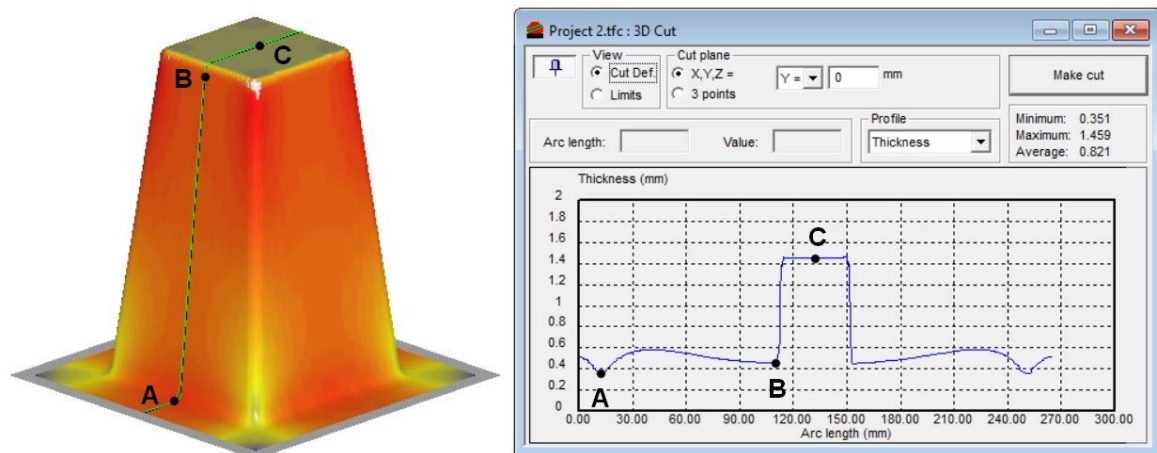 C
B
A
Project 2.tfc : 3D Cut
View
Cut Def.
Limits
Cut plane
X,Y,Z =
3 points
Y =
0
mm
Make cut
Arc length:
Value:
Profile
Thickness
Minimum: 0.351
Maximum: 1.459
Average: 0.821
Thickness (mm)
2
1.8
1.6
1.4
1.2
1
0.8
0.6
0.4
0.2
0
C
A
B
0.00 30.00 60.00 90.00 120.00 150.00 180.00 210.00 240.00 270.00 300.00
Arc length (mm)